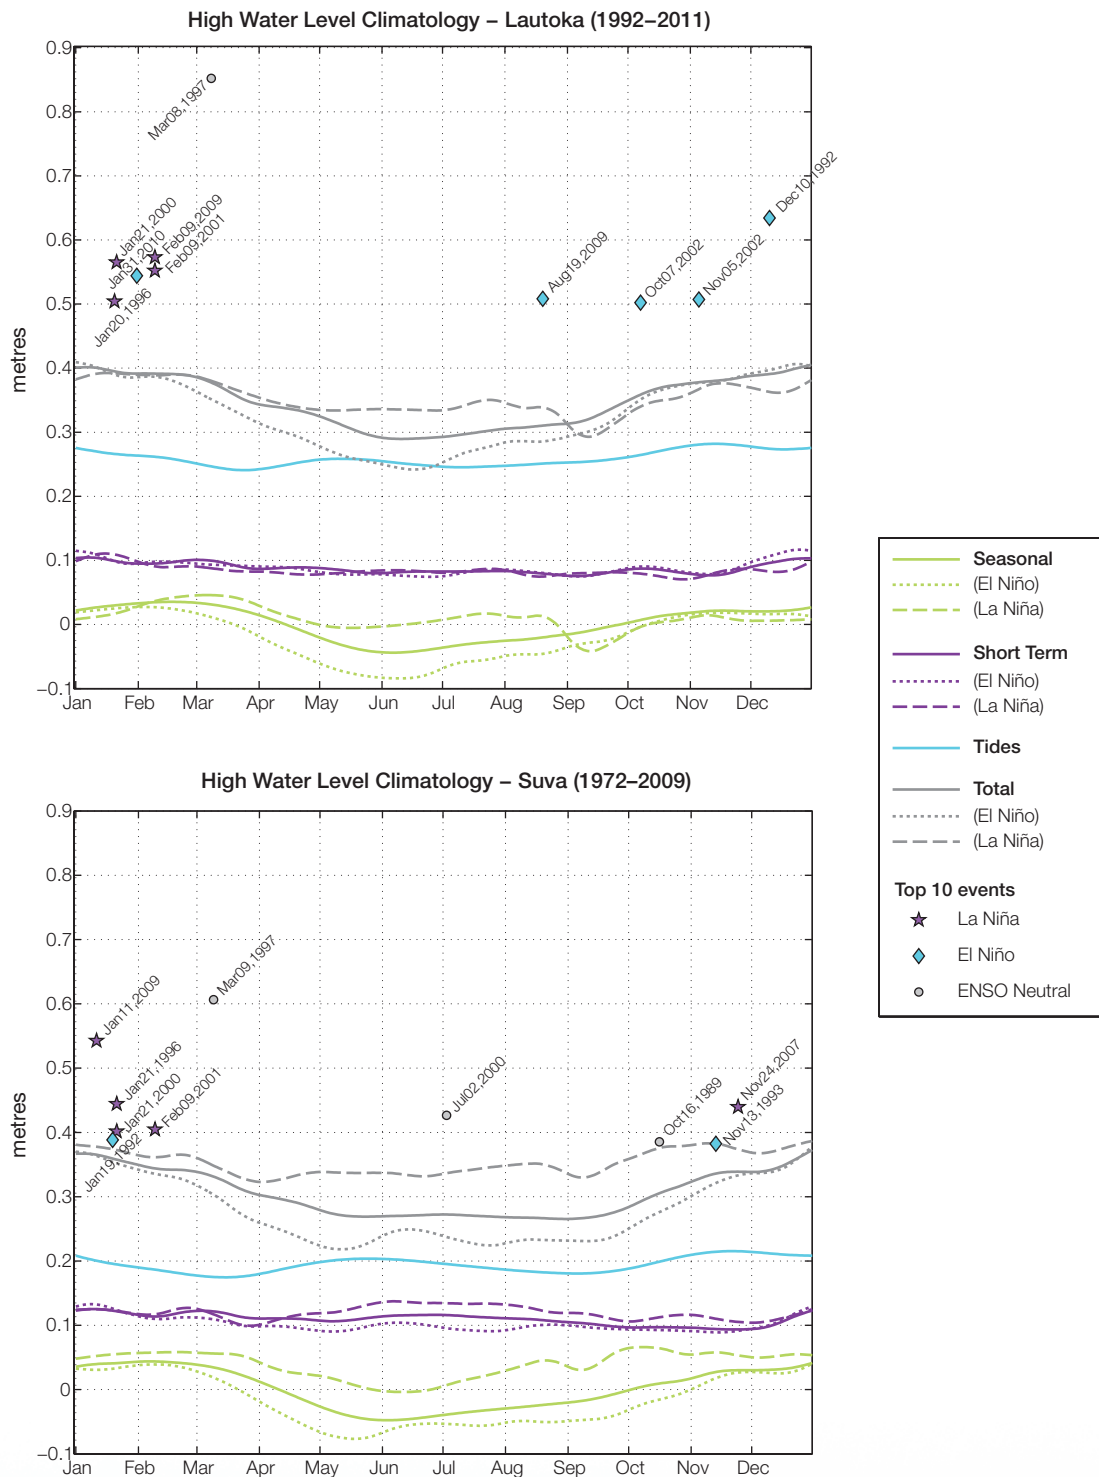 High Water Level Climatology – Lautoka (1992–2011)
metres
0.9
0.8
0.7
0.6
0.5
0.4
0.3
0.2
0.1
0
–0.1
Mar08,1997
Jan21,2000
Jan31,2010
Jan20,1996
Feb09,2009
Feb09,2001
Aug19,2009
Oct07,2002
Nov05,2002
Dec10,1992
Jan Feb Mar Apr May Jun Jul Aug Sep Oct Nov Dec
High Water Level Climatology – Suva (1972–2009)
metres
0.9
0.8
0.7
0.6
0.5
0.4
0.3
0.2
0.1
0
–0.1
Jan11,2009
Mar09,1997
Jan21,1996
Jan21,2000
Feb09,2001
Jan19,1992
Jul02,2000
Oct16,1989
Nov24,2007
Nov13,1993
Jan Feb Mar Apr May Jun Jul Aug Sep Oct Nov Dec
Seasonal
(El Niño)
(La Niña)
Short Term
(El Niño)
(La Niña)
Tides
Total
(El Niño)
(La Niña)
Top 10 events
La Niña
El Niño
ENSO Neutral